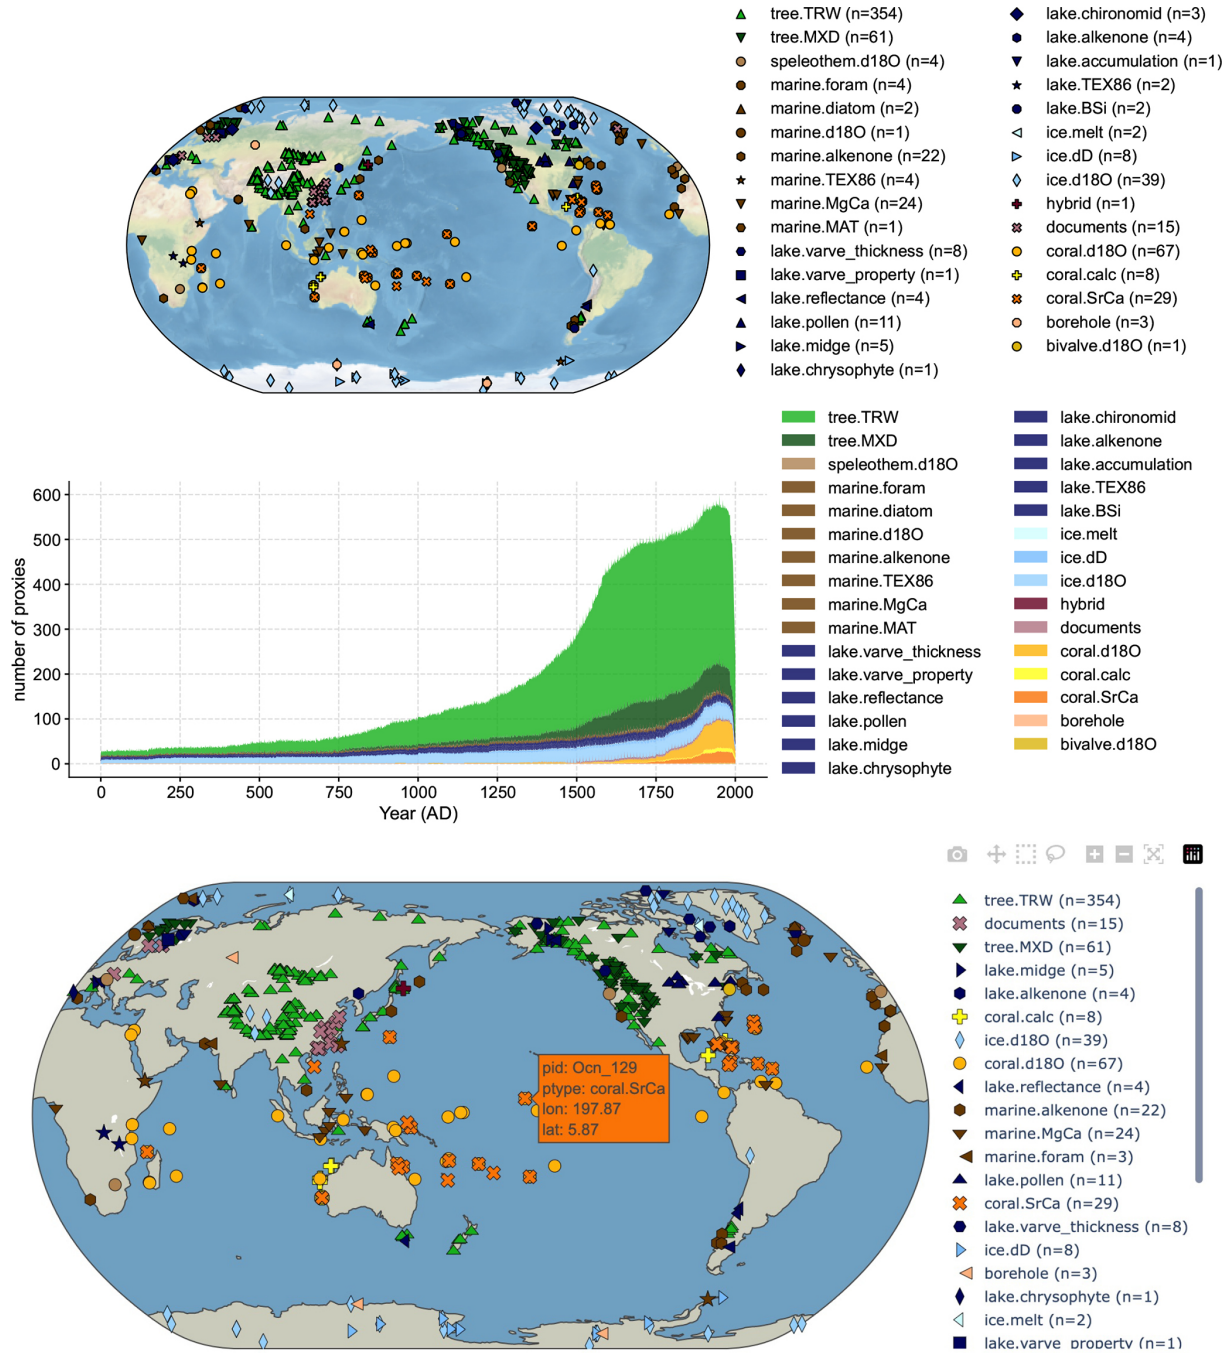 tree.TRW (n=354)
tree.MXD (n=61)
speleothem.d18O (n=4)
marine.foram (n=4)
marine.diatom (n=2)
marine.d18O (n=1)
marine.alkenone (n=22)
marine.TEX86 (n=4)
marine.MgCa (n=24)
marine.MAT (n=1)
lake.varve_thickness (n=8)
lake.varve_property (n=1)
lake.reflectance (n=4)
lake.pollen (n=11)
lake.midge (n=5)
lake.chrysophyte (n=1)
lake.chironomid (n=3)
lake.alkenone (n=4)
lake.accumulation (n=1)
lake.TEX86 (n=2)
lake.BSi (n=2)
ice.melt (n=2)
ice.dD (n=8)
ice.d18O (n=39)
hybrid (n=1)
documents (n=15)
coral.d18O (n=67)
coral.calc (n=8)
coral.SrCa (n=29)
borehole (n=3)
bivalve.d18O (n=1)
tree.TRW
tree.MXD
speleothem.d18O
marine.foram
marine.diatom
marine.d18O
marine.alkenone
marine.TEX86
marine.MgCa
marine.MAT
lake.varve_thickness
lake.varve_property
lake.reflectance
lake.pollen
lake.midge
lake.chrysophyte
lake.chironomid
lake.alkenone
lake.accumulation
lake.TEX86
lake.BSi
ice.melt
ice.dD
ice.d18O
hybrid
documents
coral.d18O
coral.calc
coral.SrCa
borehole
bivalve.d18O
number of proxies
600
500
400
300
200
100
0
0 250 500 750 1000 1250 1500 1750 2000
Year (AD)
pid: Ocn_129
ptype: coral.SrCa
lon: 197.87
lat: 5.87
tree.TRW (n=354)
documents (n=15)
tree.MXD (n=61)
lake.midge (n=5)
lake.alkenone (n=4)
coral.calc (n=8)
ice.d18O (n=39)
coral.d18O (n=67)
lake.reflectance (n=4)
marine.alkenone (n=22)
marine.MgCa (n=24)
marine.foram (n=3)
lake.pollen (n=11)
coral.SrCa (n=29)
lake.varve_thickness (n=8)
ice.dD (n=8)
borehole (n=3)
lake.chrysophyte (n=1)
ice.melt (n=2)
lake.varve_property (n=1)